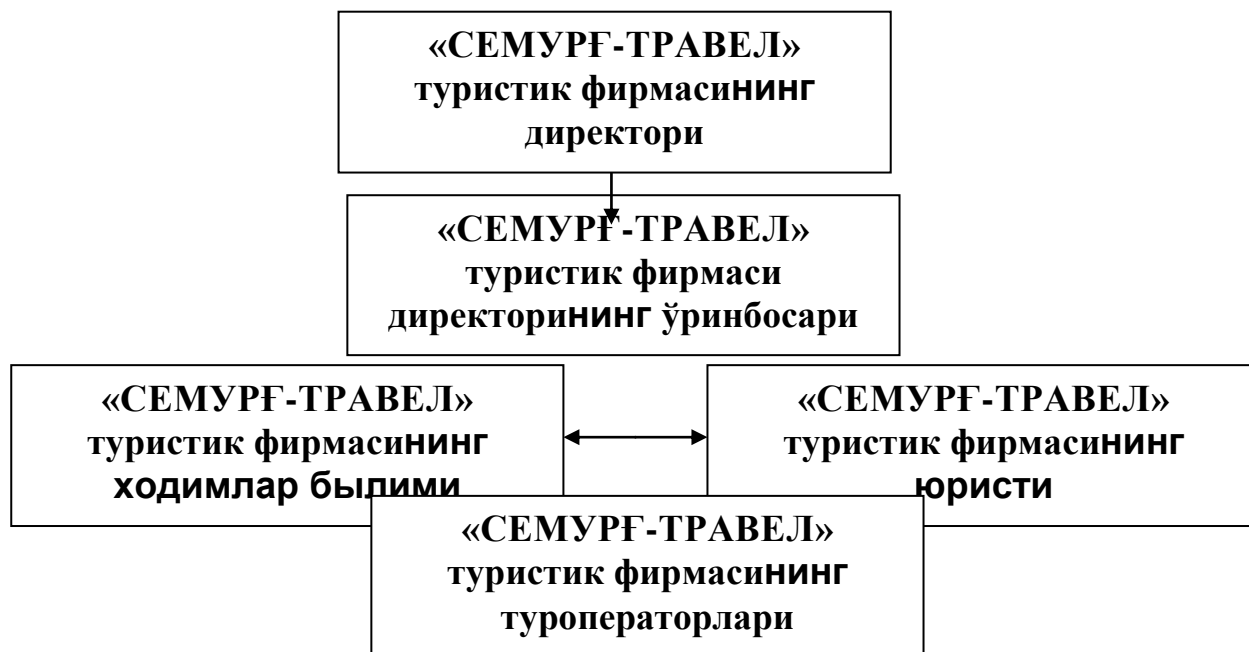 «СЕМУРҒ-ТРАВЕЛ»
туристик фирмасининг
директори
«СЕМУРҒ-ТРАВЕЛ»
туристик фирмаси
директорининг ўринбосари
«СЕМУРҒ-ТРАВЕЛ»
туристик фирмасининг
ходимлар былими
«СЕМУРҒ-ТРАВЕЛ»
туристик фирмасининг
юристи
«СЕМУРҒ-ТРАВЕЛ»
туристик фирмасининг
туроператорлари